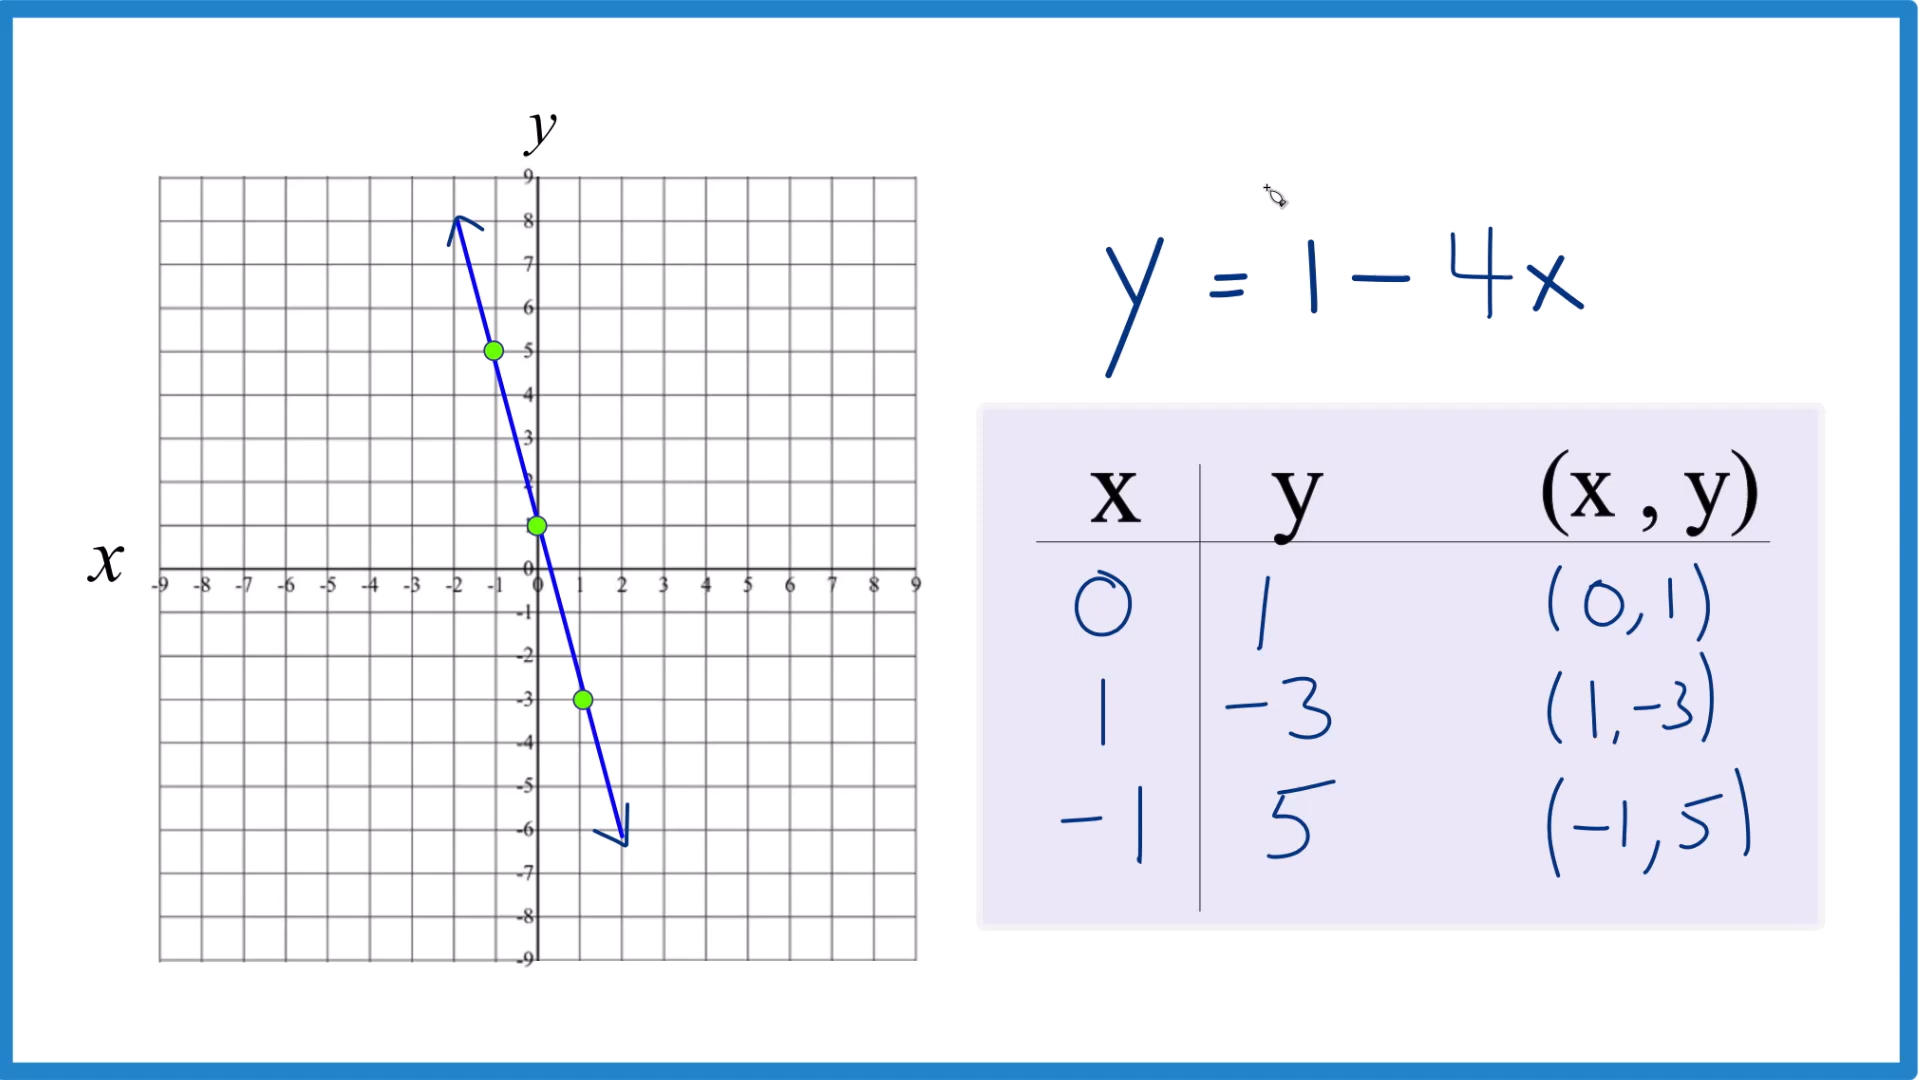 y
9
8
7
6
5
4
3
2
x
0
-9 -8 -7 -6 -5 -4 -3 -2 -1 0 1 2 3 4 5 6 7 8 9
-1
-2
-3
-4
-5
-6
-7
-8
-9
y = 1 - 4x
x y (x , y)
0 1 (0, 1)
1 -3 (1, -3)
-1 5 (-1, 5)